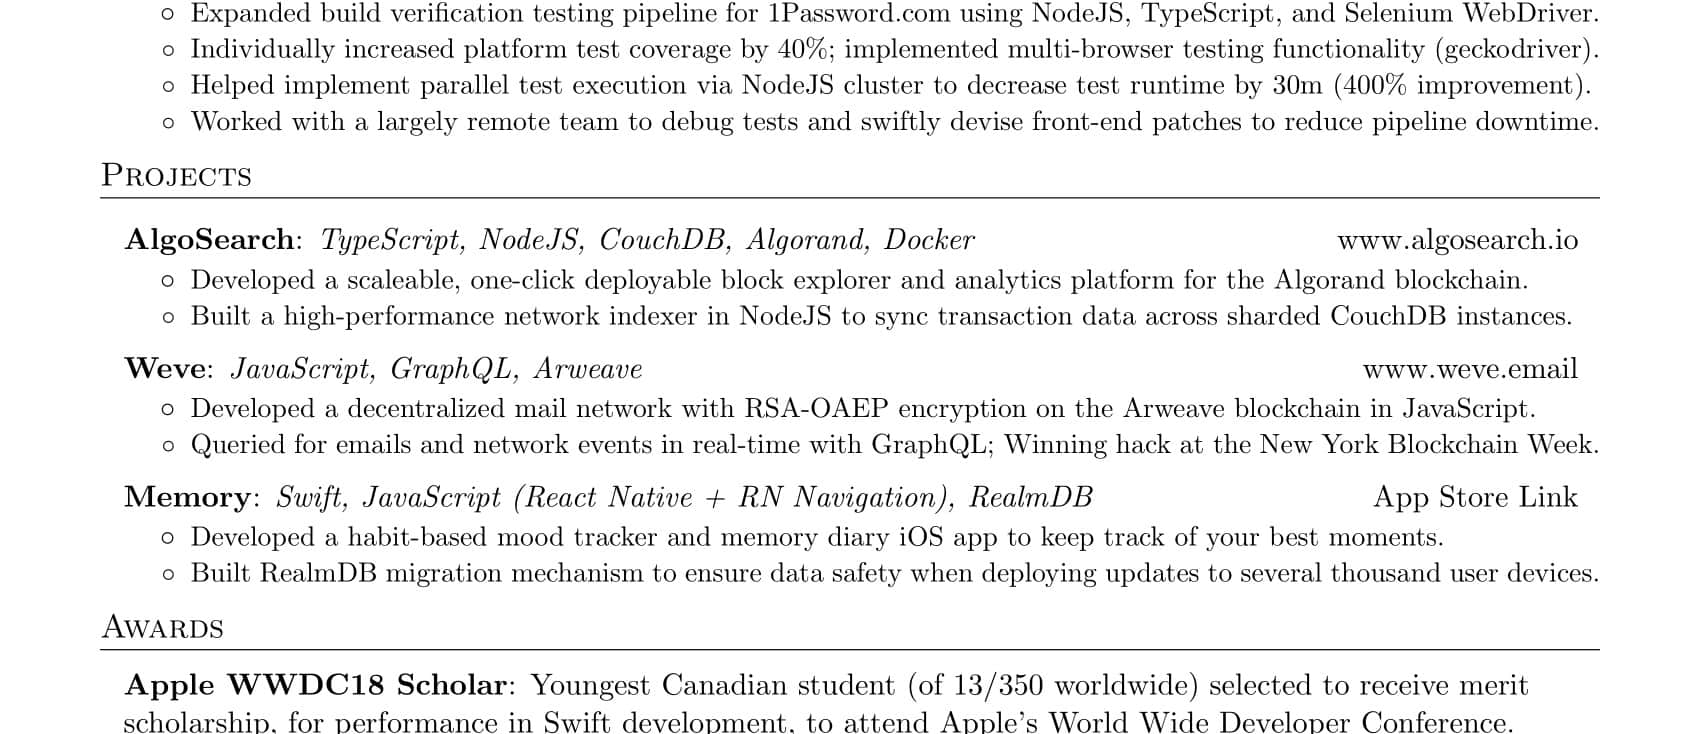 ◦ Expanded build verification testing pipeline for 1Password.com using NodeJS, TypeScript, and Selenium WebDriver.
◦ Individually increased platform test coverage by 40%; implemented multi-browser testing functionality (geckodriver).
◦ Helped implement parallel test execution via NodeJS cluster to decrease test runtime by 30m (400% improvement).
◦ Worked with a largely remote team to debug tests and swiftly devise front-end patches to reduce pipeline downtime.
Projects
AlgoSearch: TypeScript, NodeJS, CouchDB, Algorand, Docker www.algosearch.io
◦ Developed a scaleable, one-click deployable block explorer and analytics platform for the Algorand blockchain.
◦ Built a high-performance network indexer in NodeJS to sync transaction data across sharded CouchDB instances.
Weve: JavaScript, GraphQL, Arweave www.weve.email
◦ Developed a decentralized mail network with RSA-OAEP encryption on the Arweave blockchain in JavaScript.
◦ Queried for emails and network events in real-time with GraphQL; Winning hack at the New York Blockchain Week.
Memory: Swift, JavaScript (React Native + RN Navigation), RealmDB App Store Link
◦ Developed a habit-based mood tracker and memory diary iOS app to keep track of your best moments.
◦ Built RealmDB migration mechanism to ensure data safety when deploying updates to several thousand user devices.
Awards
Apple WWDC18 Scholar: Youngest Canadian student (of 13/350 worldwide) selected to receive merit
scholarship, for performance in Swift development, to attend Apple's World Wide Developer Conference.